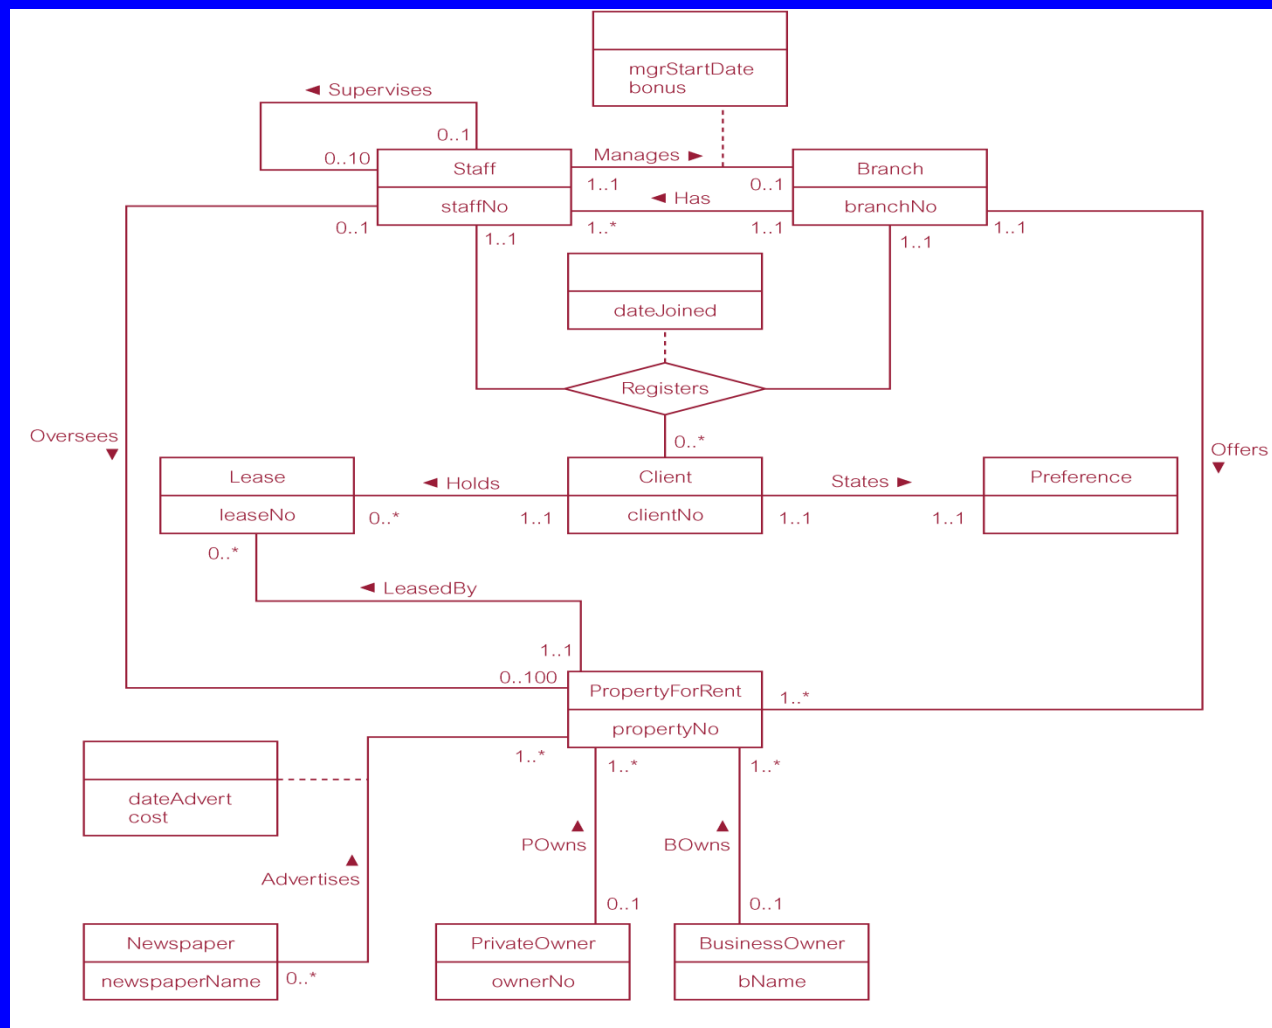 mgrStartDate
bonus
◄ Supervises
0..1
0..10
Staff
staffNo
Manages ►
1..1
0..1
◄ Has
1..*
1..1
Branch
branchNo
0..1
1..1
1..1
1..1
dateJoined
Registers
0..*
Oversees
▼
Offers
▼
Lease
leaseNo
◄ Holds
0..*
1..1
Client
clientNo
States ►
1..1
1..1
Preference
0..*
◄ LeasedBy
1..1
0..100
PropertyForRent
propertyNo
1..*
1..*
1..*
1..*
dateAdvert
cost
▲
Advertises
▲
POwns
▲
BOwns
0..1
0..1
Newspaper
newspaperName
0..*
PrivateOwner
ownerNo
BusinessOwner
bName